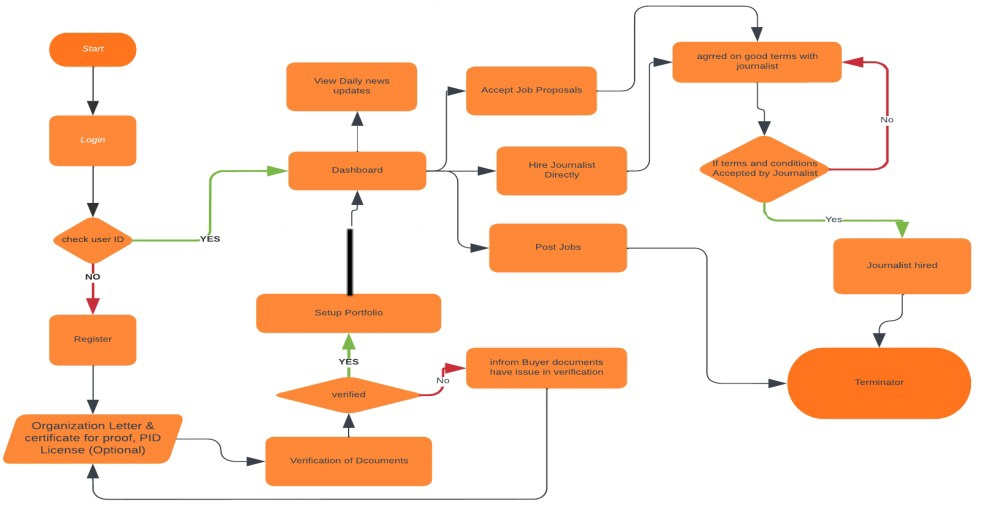 Start
Login
check user ID
YES
NO
Register
Organization Letter &
certificate for proof, PID
License (Optional)
Verification of Dcouments
verified
YES
No
infrom Buyer documents
have issue in verification
Setup Portfolio
Dashboard
View Daily news
updates
Accept Job Proposals
Hire Journalist
Directly
Post Jobs
agrred on good terms with
journalist
If terms and conditions
Accepted by Journalist
No
Yes
Journalist hired
Terminator